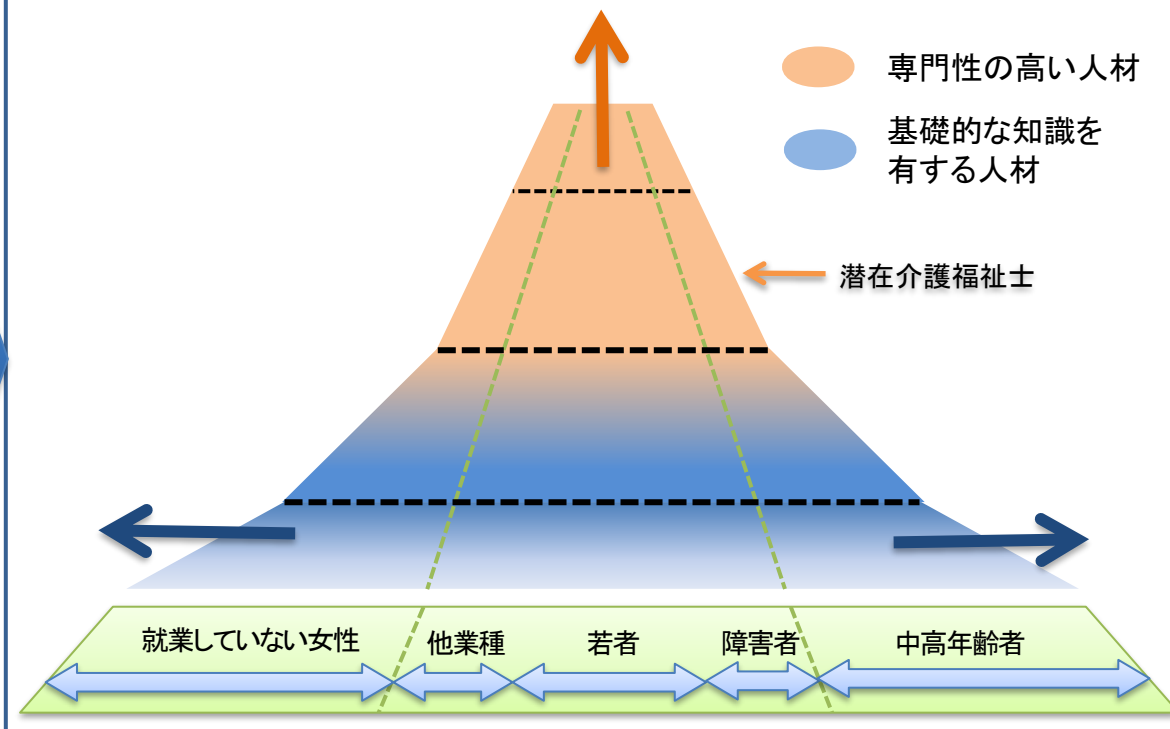 専門性の高い人材
基礎的な知識を
有する人材
潜在介護福祉士
就業していない女性
他業種
若者
障害者
中高年齢者